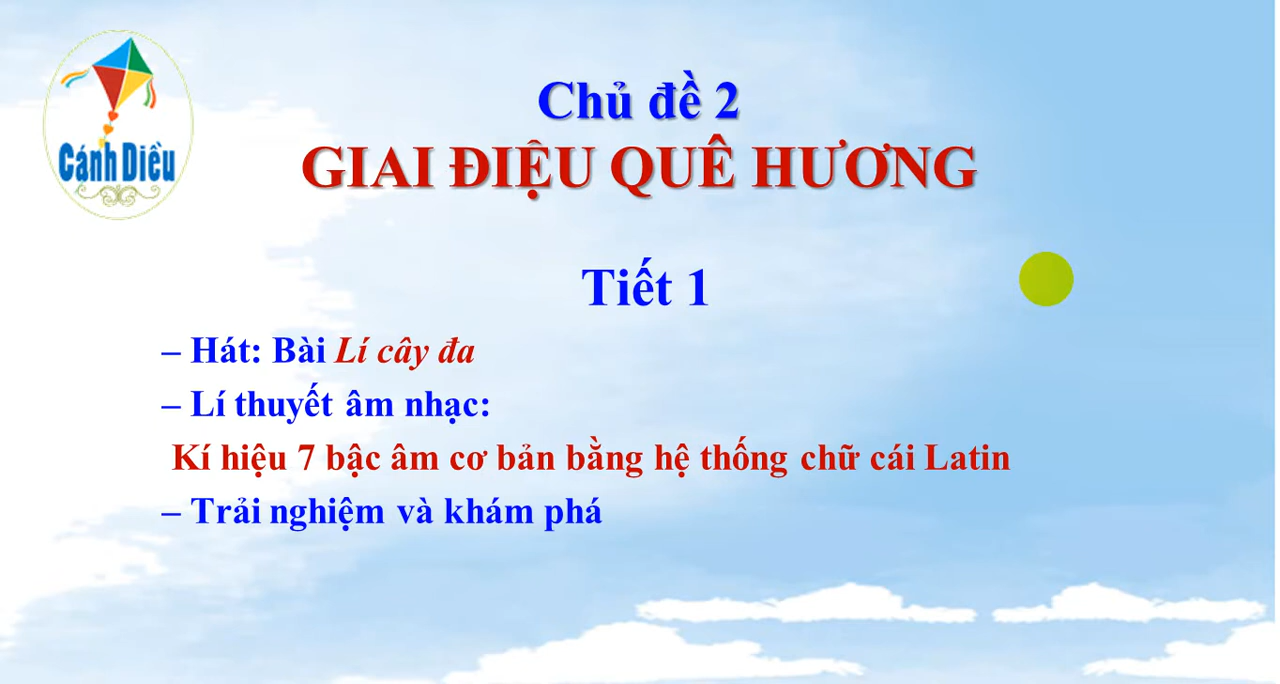 Cánh Diều
Chủ đề 2
GIAI ĐIỆU QUÊ HƯƠNG
Tiết 1
– Hát: Bài Lí cây đa
– Lí thuyết âm nhạc:
Kí hiệu 7 bậc âm cơ bản bằng hệ thống chữ cái Latin
– Trải nghiệm và khám phá